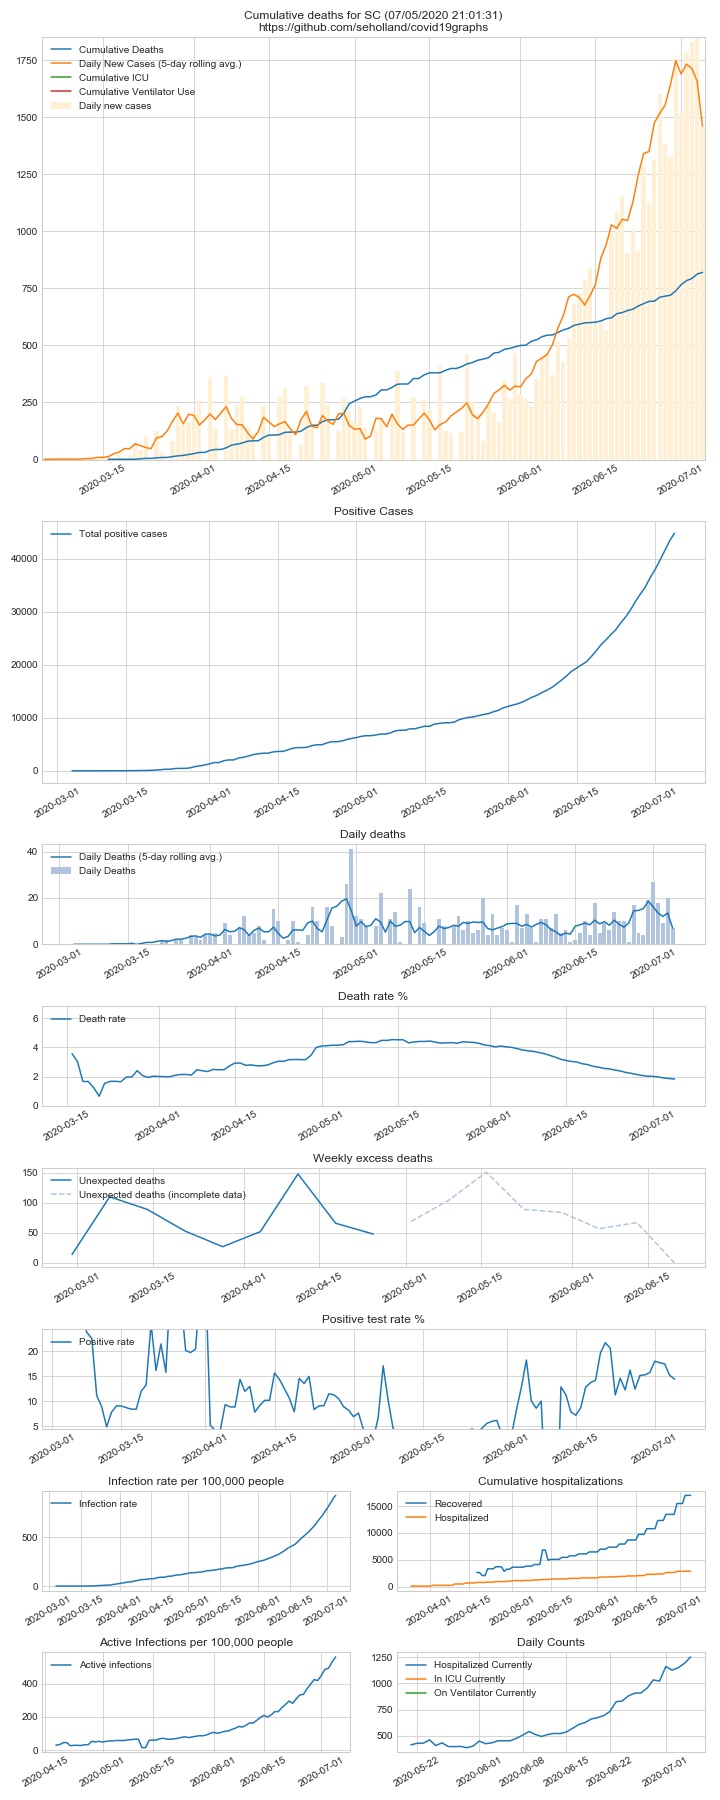 Cumulative deaths for SC (07/05/2020 21:01:31)
https://github.com/seholland/covid19graphs
Cumulative Deaths
Daily New Cases (5-day rolling avg.)
Cumulative ICU
Cumulative Ventilator Use
Daily new cases
1750
1500
1250
1000
750
500
250
0
2020-03-15 2020-04-01 2020-04-15 2020-05-01 2020-05-15 2020-06-01 2020-06-15 2020-07-01
Positive Cases
Total positive cases
40000
30000
20000
10000
0
2020-03-01 2020-03-15 2020-04-01 2020-04-15 2020-05-01 2020-05-15 2020-06-01 2020-06-15 2020-07-01
Daily deaths
Daily Deaths (5-day rolling avg.)
Daily Deaths
40
20
0
2020-03-01 2020-03-15 2020-04-01 2020-04-15 2020-05-01 2020-05-15 2020-06-01 2020-06-15 2020-07-01
Death rate %
Death rate
6
4
2
0
2020-03-15 2020-04-01 2020-04-15 2020-05-01 2020-05-15 2020-06-01 2020-06-15 2020-07-01
Weekly excess deaths
Unexpected deaths
Unexpected deaths (incomplete data)
150
100
50
0
2020-03-01 2020-03-15 2020-04-01 2020-04-15 2020-05-01 2020-05-15 2020-06-01 2020-06-15
Positive test rate %
Positive rate
20
15
10
5
2020-03-01 2020-03-15 2020-04-01 2020-04-15 2020-05-01 2020-05-15 2020-06-01 2020-06-15 2020-07-01
Infection rate per 100,000 people
Infection rate
500
0
2020-03-01 2020-03-15 2020-04-01 2020-04-15 2020-05-01 2020-05-15 2020-06-01 2020-06-15 2020-07-01
Cumulative hospitalizations
Recovered
Hospitalized
15000
10000
5000
0
2020-04-01 2020-04-15 2020-05-01 2020-05-15 2020-06-01 2020-06-15 2020-07-01
Active Infections per 100,000 people
Active infections
400
200
0
2020-04-15 2020-05-01 2020-05-15 2020-06-01 2020-06-15 2020-07-01
Daily Counts
Hospitalized Currently
In ICU Currently
On Ventilator Currently
1250
1000
750
500
2020-05-22 2020-06-01 2020-06-08 2020-06-15 2020-06-22 2020-07-01